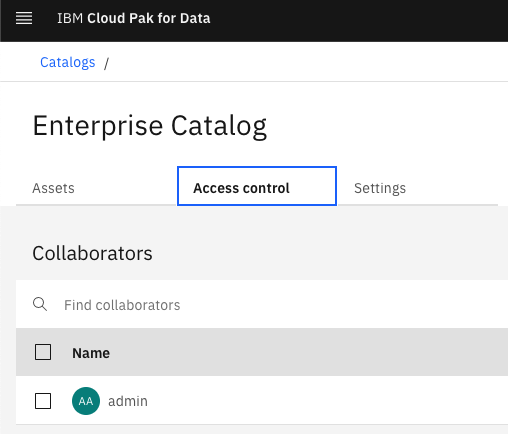 IBM Cloud Pak for Data
Catalogs /
Enterprise Catalog
Assets Access control Settings
Collaborators
Find collaborators
Name
AA admin